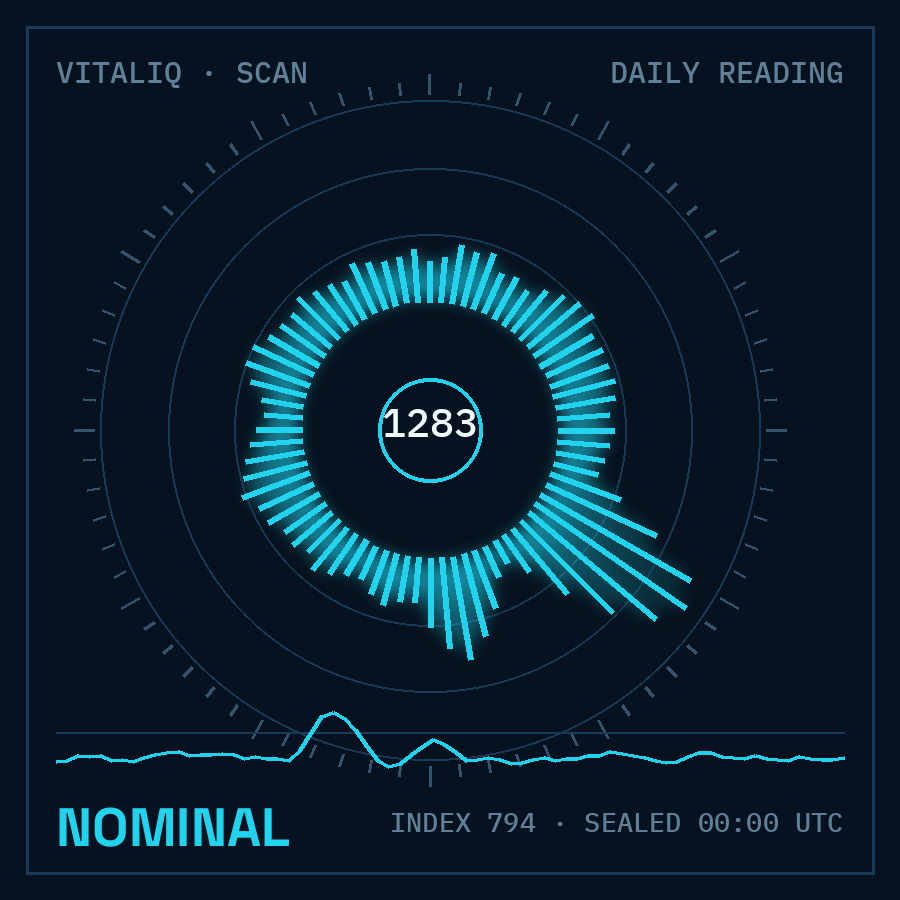 VITALIQ · SCAN
DAILY READING
1283
NOMINAL
INDEX 794 · SEALED 00:00 UTC